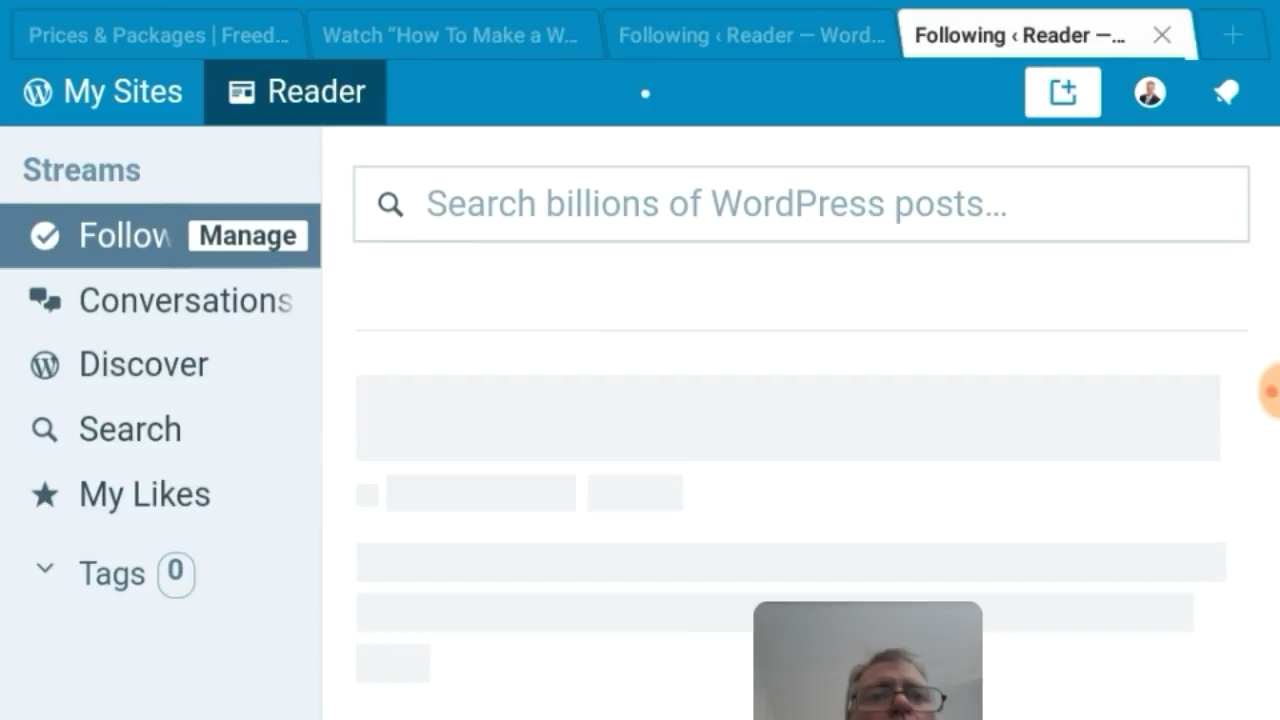 Prices & Packages | Freed...
Watch "How To Make a W...
Following ‹ Reader — Word...
Following ‹ Reader —...
My Sites
Reader
Streams
Search billions of WordPress posts...
Follow
Manage
Conversations
Discover
Search
My Likes
Tags 0